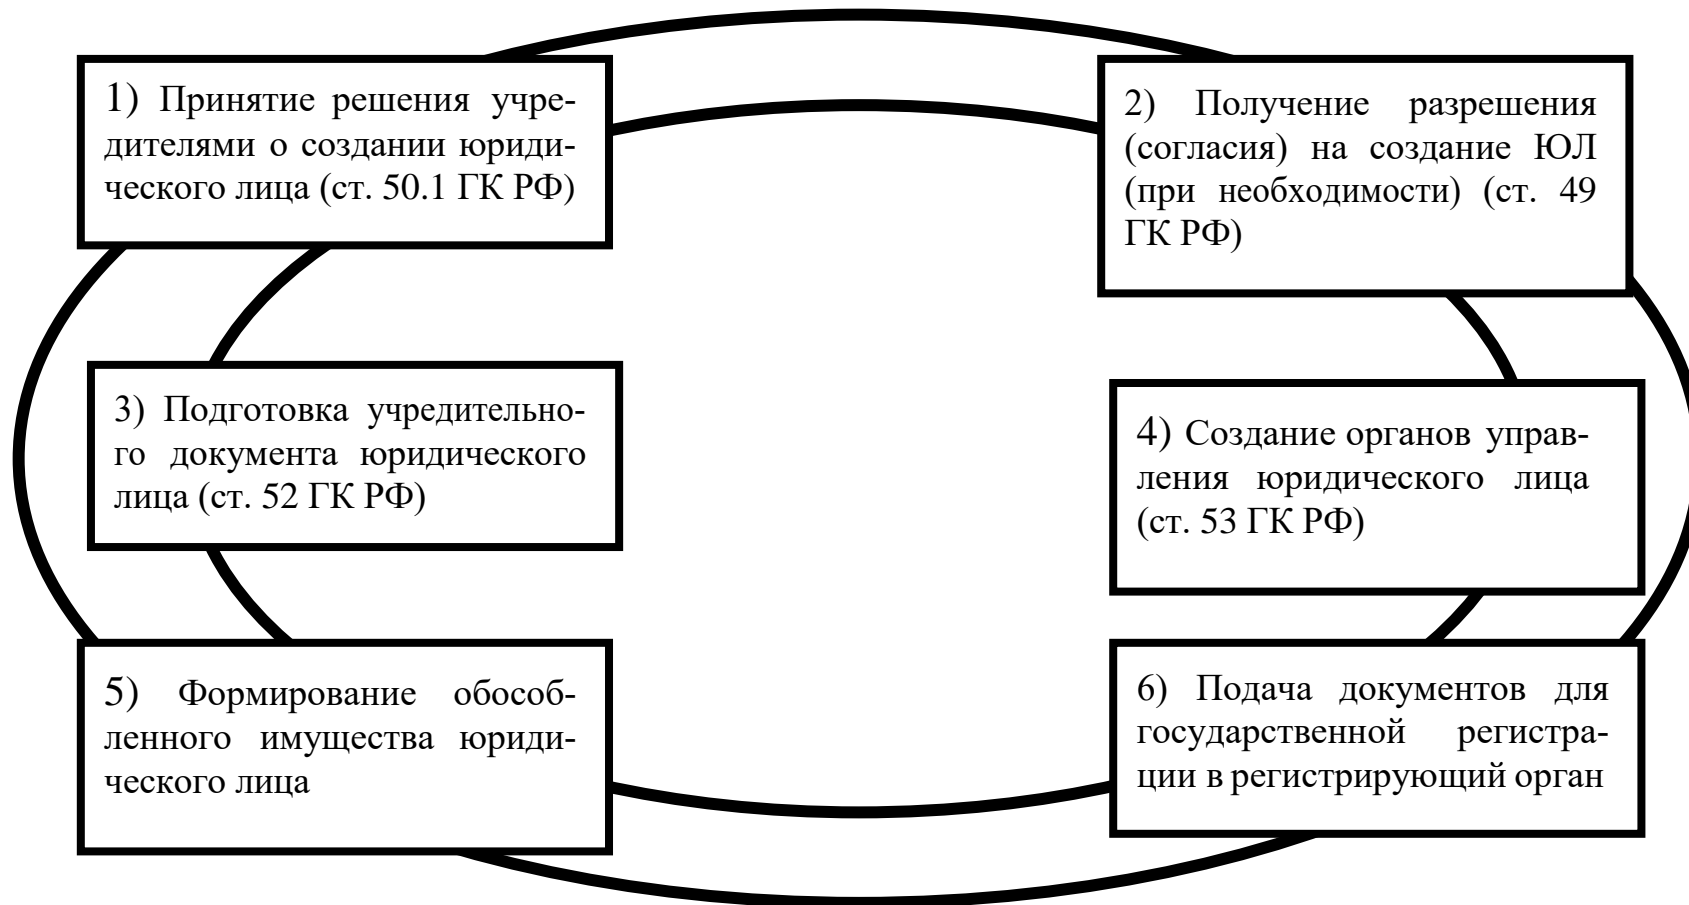 1) Принятие решения учре-
дителями о создании юриди-
ческого лица (ст. 50.1 ГК РФ)
2) Получение разрешения
(согласия) на создание ЮЛ
(при необходимости) (ст. 49
ГК РФ)
3) Подготовка учредительно-
го документа юридического
лица (ст. 52 ГК РФ)
4) Создание органов управ-
ления юридического лица
(ст. 53 ГК РФ)
5) Формирование обособ-
ленного имущества юриди-
ческого лица
6) Подача документов для
государственной регистра-
ции в регистрирующий орган